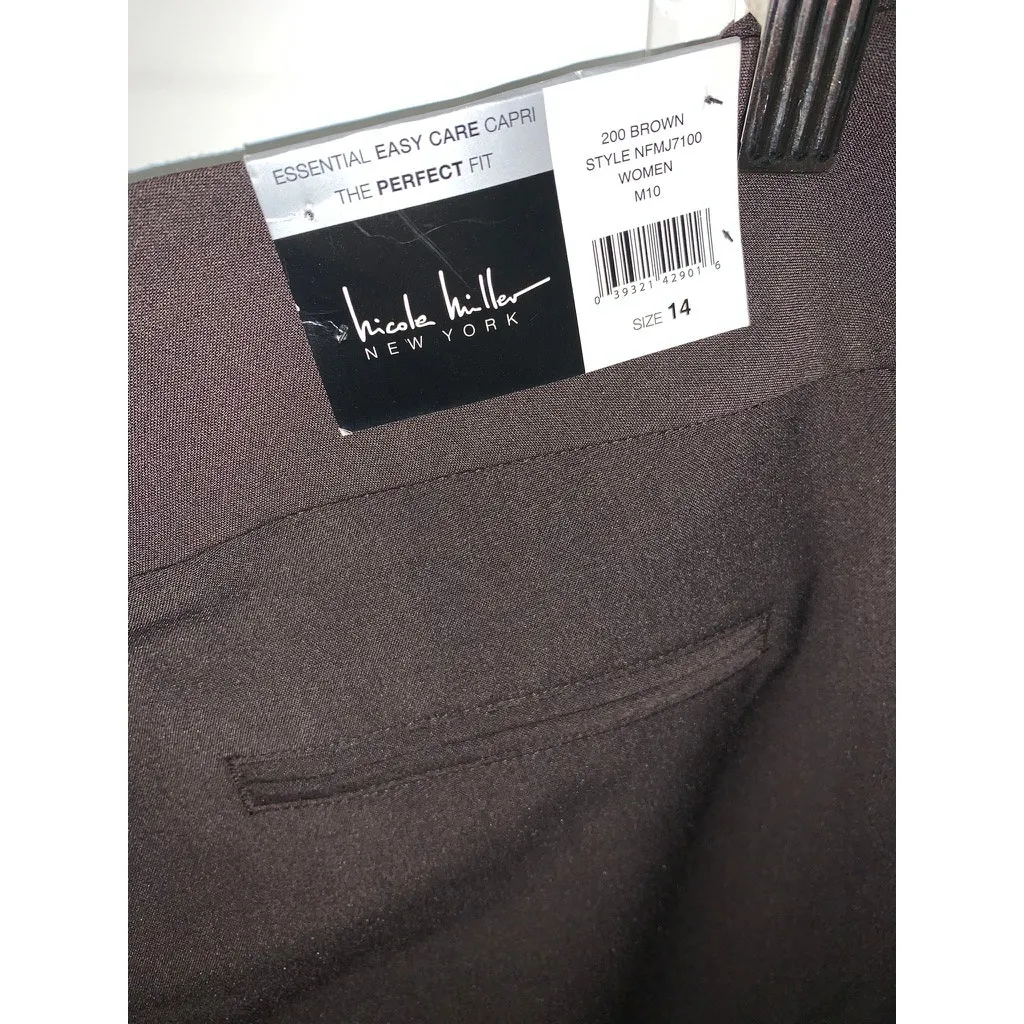 ESSENTIAL EASY CARE CAPRI
THE PERFECT FIT
nicole miller
NEW YORK
200 BROWN
STYLE NFMJ7100
WOMEN
M10
0 39321 42901 6
SIZE 14